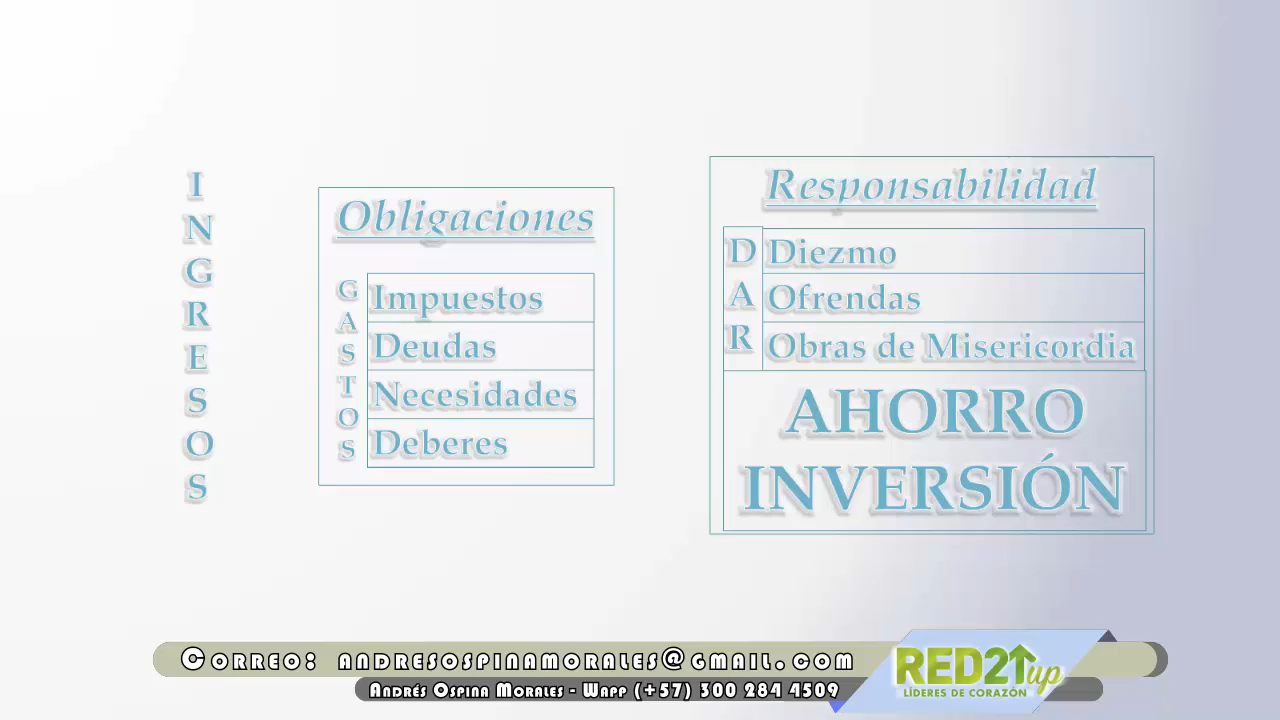 INGRESOS
Obligaciones
GASTOS
Impuestos
Deudas
Necesidades
Deberes
Responsabilidad
DAR
Diezmo
Ofrendas
Obras de Misericordia
AHORRO
INVERSIÓN
Correo: andresospinamorales@gmail.com
Andrés Ospina Morales - Wapp (+57) 300 284 4509
RED21up
LÍDERES DE CORAZÓN